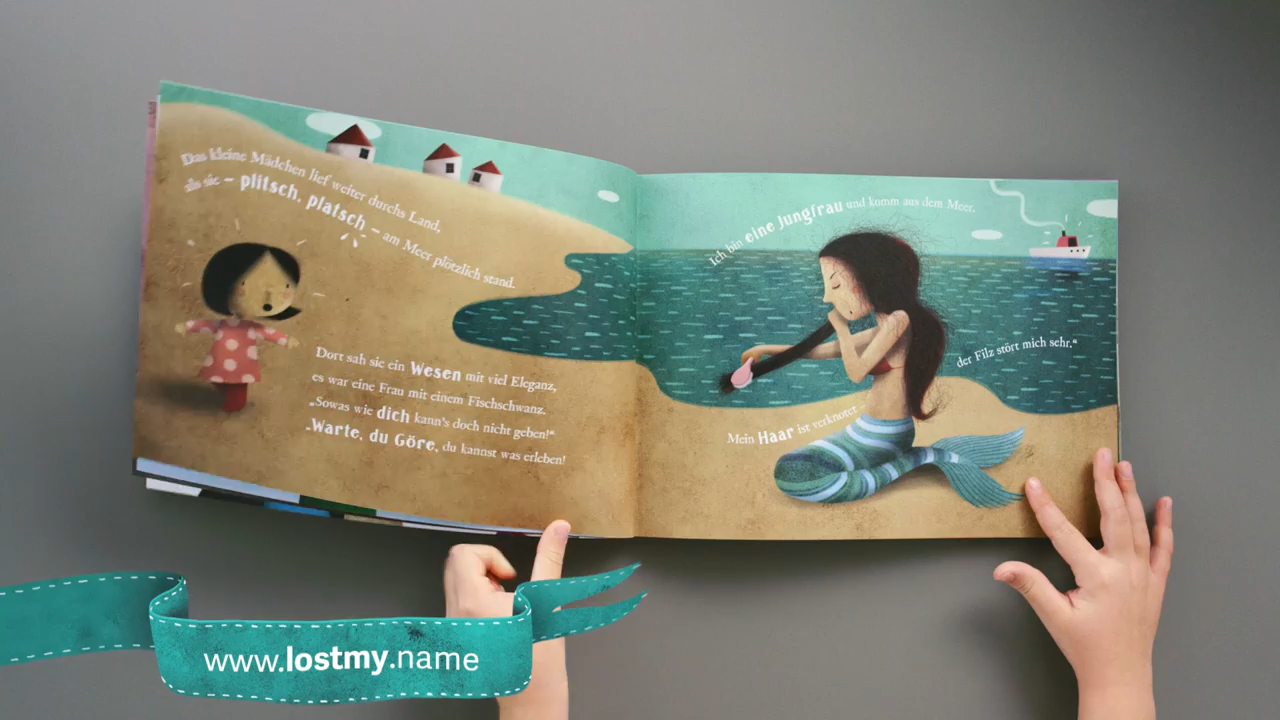 Das kleine Mädchen lief weiter durchs Land,
als sie – plitsch, platsch – am Meer plötzlich stand.
Dort sah sie ein Wesen mit viel Eleganz,
es war eine Frau mit einem Fischschwanz.
„Sowas wie dich kann's doch nicht geben!“
„Warte, du Göre, du kannst was erleben!
Ich bin eine Jungfrau und komm aus dem Meer.
Mein Haar ist verknotet –
der Filz stört mich sehr.“
www.lostmy.name